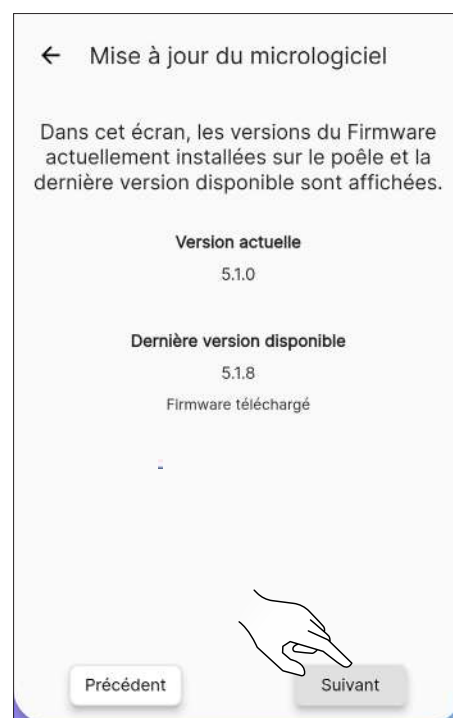 Mise à jour du micrologiciel
Dans cet écran, les versions du Firmware
actuellement installées sur le poêle et la
dernière version disponible sont affichées.
Version actuelle
5.1.0
Dernière version disponible
5.1.8
Firmware téléchargé
Précédent
Suivant